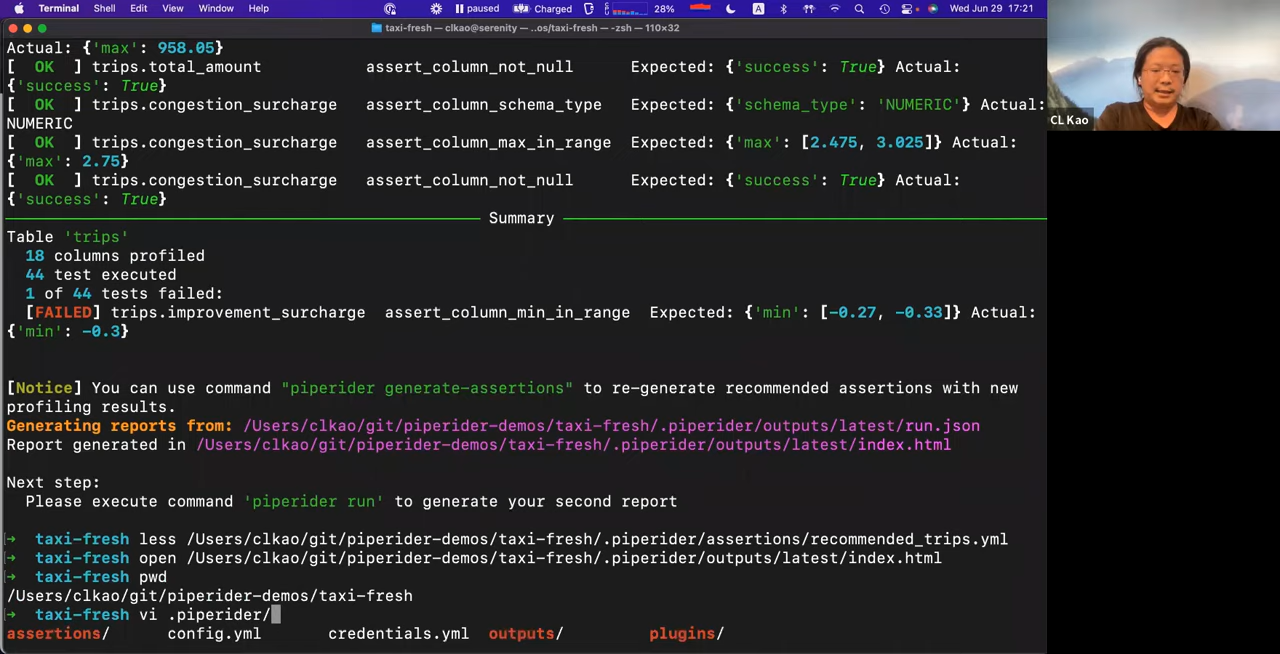 Terminal Shell Edit View Window Help paused Charged 28% A Wed Jun 29 17:21
taxi-fresh — clkao@serenity — ..os/taxi-fresh — -zsh — 110×32
Actual: {'max': 958.05}
[ OK ] trips.total_amount assert_column_not_null Expected: {'success': True} Actual:
{'success': True}
[ OK ] trips.congestion_surcharge assert_column_schema_type Expected: {'schema_type': 'NUMERIC'} Actual:
NUMERIC
[ OK ] trips.congestion_surcharge assert_column_max_in_range Expected: {'max': [2.475, 3.025]} Actual:
{'max': 2.75}
[ OK ] trips.congestion_surcharge assert_column_not_null Expected: {'success': True} Actual:
{'success': True}
Summary
Table 'trips'
18 columns profiled
44 test executed
1 of 44 tests failed:
[FAILED] trips.improvement_surcharge assert_column_min_in_range Expected: {'min': [-0.27, -0.33]} Actual:
{'min': -0.3}
[Notice] You can use command "piperider generate-assertions" to re-generate recommended assertions with new
profiling results.
Generating reports from: /Users/clkao/git/piperider-demos/taxi-fresh/.piperider/outputs/latest/run.json
Report generated in /Users/clkao/git/piperider-demos/taxi-fresh/.piperider/outputs/latest/index.html
Next step:
Please execute command 'piperider run' to generate your second report
→ taxi-fresh less /Users/clkao/git/piperider-demos/taxi-fresh/.piperider/assertions/recommended_trips.yml
→ taxi-fresh open /Users/clkao/git/piperider-demos/taxi-fresh/.piperider/outputs/latest/index.html
→ taxi-fresh pwd
/Users/clkao/git/piperider-demos/taxi-fresh
→ taxi-fresh vi .piperider/
assertions/ config.yml credentials.yml outputs/ plugins/
CL Kao